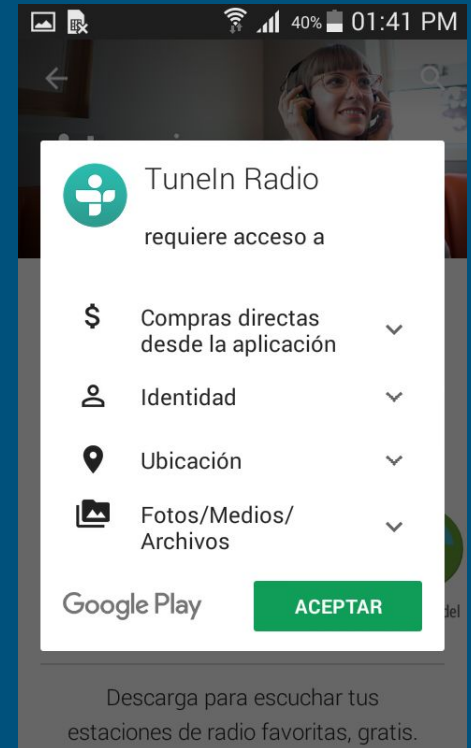 40% 01:41 PM
TuneIn Radio
requiere acceso a
$ Compras directas
desde la aplicación
Identidad
Ubicación
Fotos/Medios/
Archivos
Google Play ACEPTAR
del
Descarga para escuchar tus
estaciones de radio favoritas, gratis.